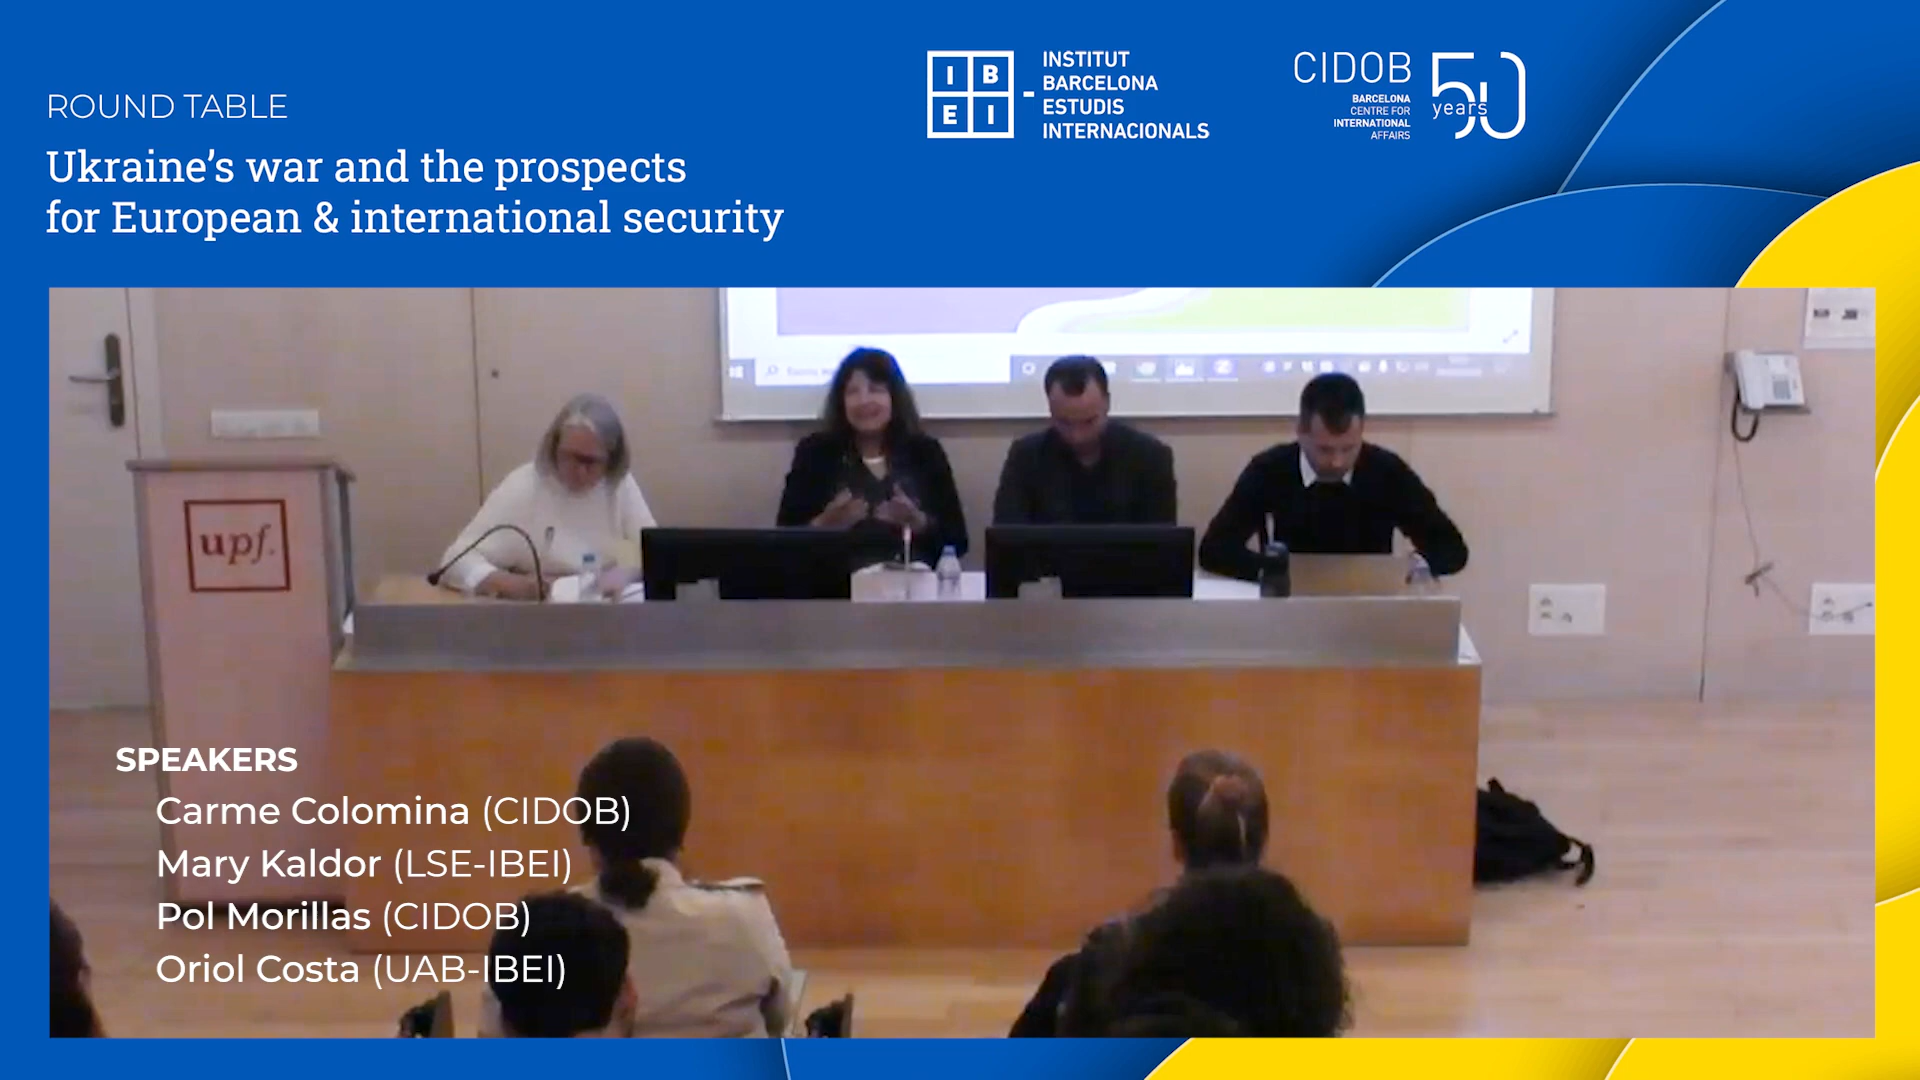 ROUND TABLE
Ukraine’s war and the prospects
for European & international security
I B
E I
INSTITUT
BARCELONA
ESTUDIS
INTERNACIONALS
CIDOB
BARCELONA
CENTRE FOR
INTERNATIONAL
AFFAIRS
50
years
upf.
SPEAKERS
Carme Colomina (CIDOB)
Mary Kaldor (LSE-IBEI)
Pol Morillas (CIDOB)
Oriol Costa (UAB-IBEI)